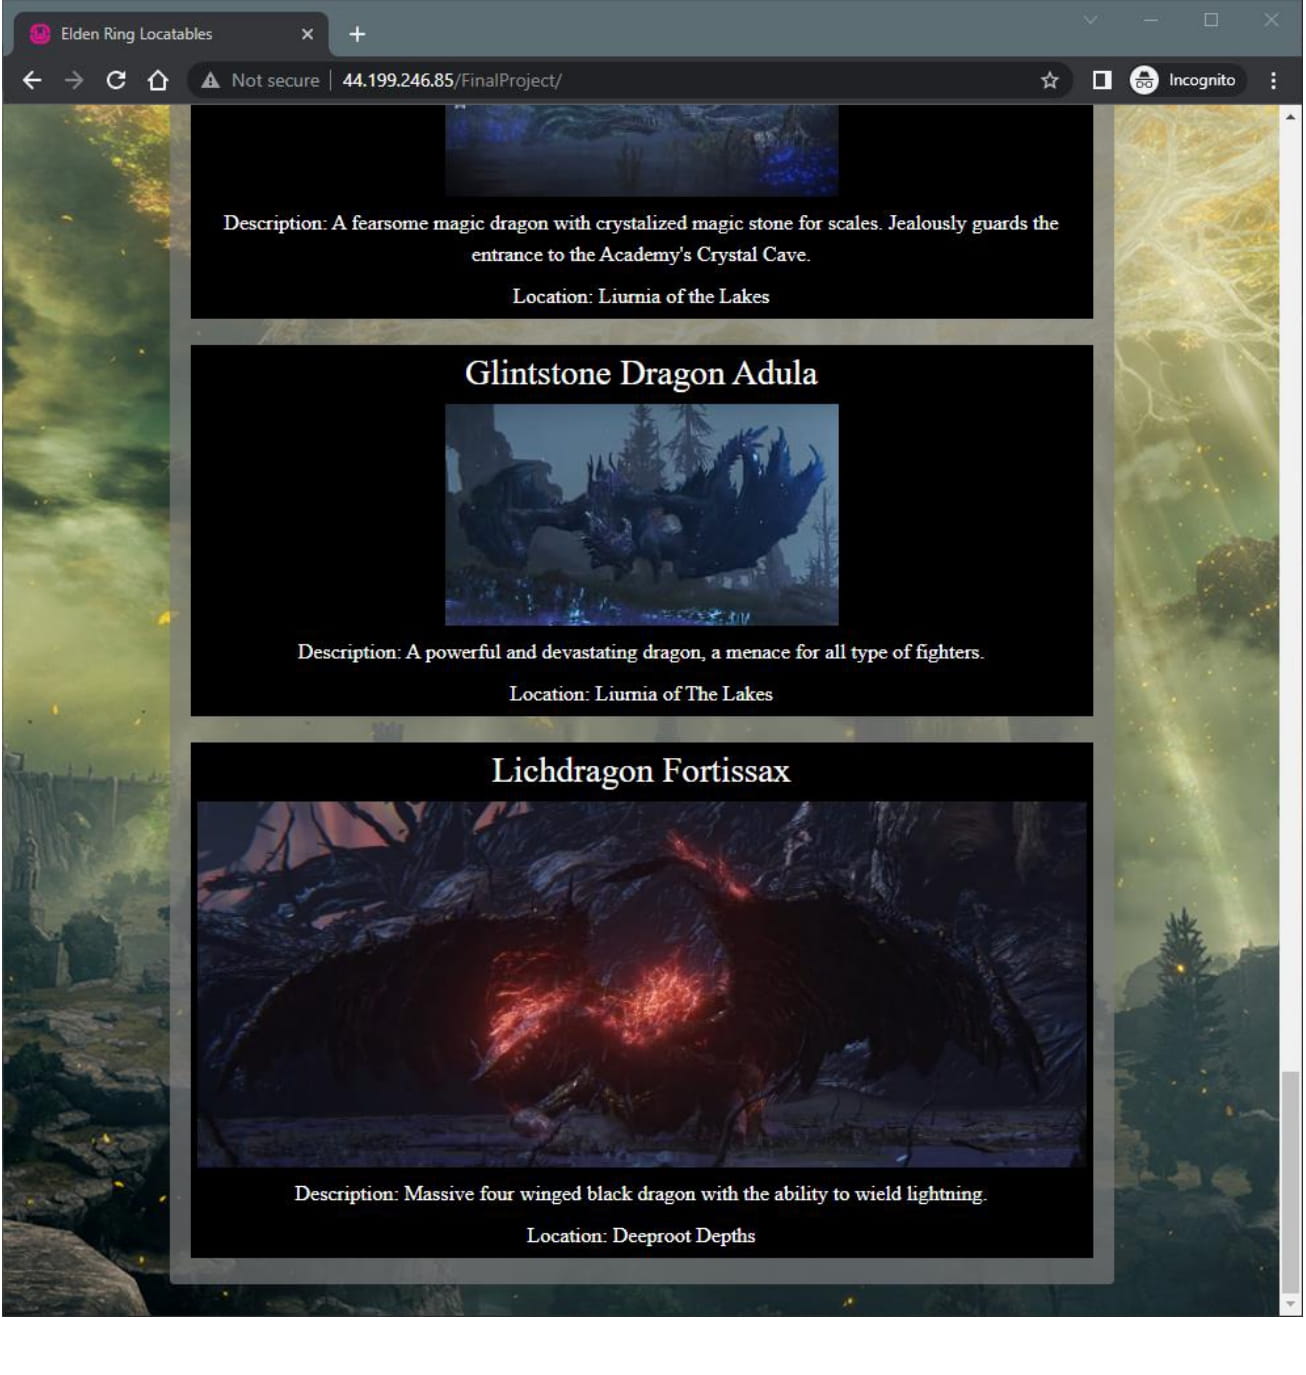 Elden Ring Locatables
Not secure 44.199.246.85/FinalProject/ Incognito
Description: A fearsome magic dragon with crystalized magic stone for scales. Jealously guards the
entrance to the Academy's Crystal Cave.
Location: Liurnia of the Lakes
Glintstone Dragon Adula
Description: A powerful and devastating dragon, a menace for all type of fighters.
Location: Liurnia of The Lakes
Lichdragon Fortissax
Description: Massive four winged black dragon with the ability to wield lightning.
Location: Deeproot Depths